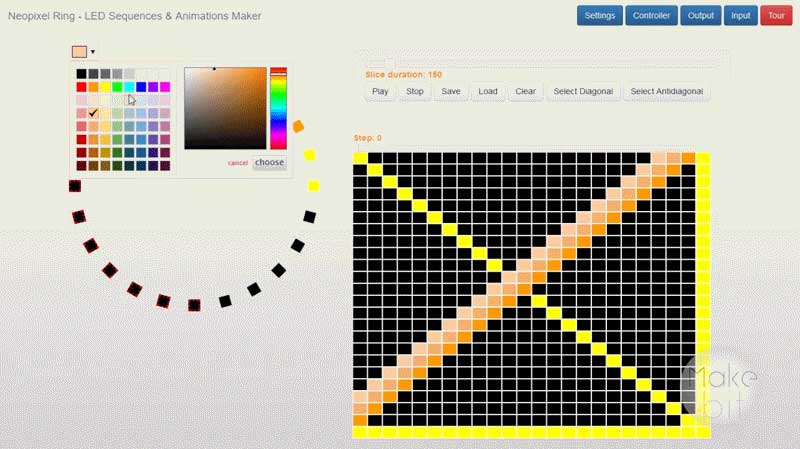 Neopixel Ring - LED Sequences & Animations Maker
Settings
Controller
Output
Input
Tour
Slice duration: 150
Play
Stop
Save
Load
Clear
Select Diagonal
Select Antidiagonal
Step: 0
cancel
choose
Make
bit